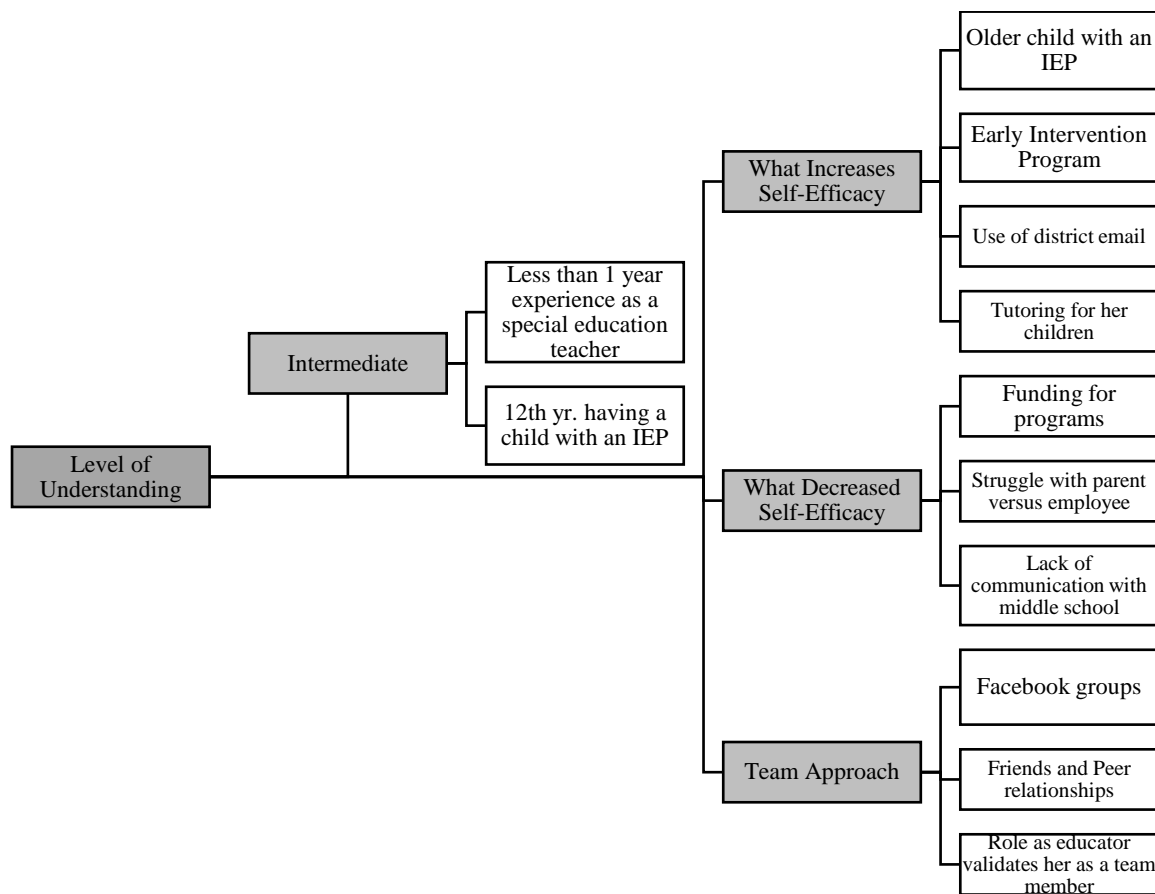 Level of
Understanding
Intermediate
Less than 1 year
experience as a
special education
teacher
12th yr. having a
child with an IEP
What Increases
Self-Efficacy
Older child with an
IEP
Early Intervention
Program
Use of district email
Tutoring for her
children
What Decreased
Self-Efficacy
Funding for
programs
Struggle with parent
versus employee
Lack of
communication with
middle school
Team Approach
Facebook groups
Friends and Peer
relationships
Role as educator
validates her as a team
member